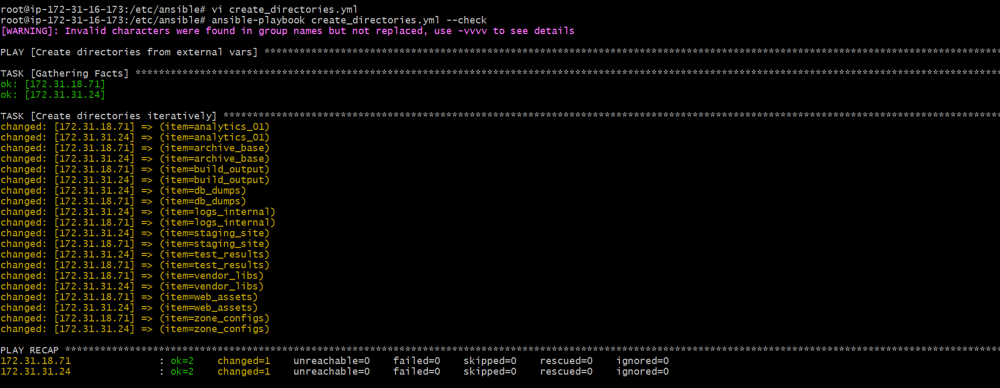 root@ip-172-31-16-173:/etc/ansible# vi create_directories.yml
root@ip-172-31-16-173:/etc/ansible# ansible-playbook create_directories.yml --check
[WARNING]: Invalid characters were found in group names but not replaced, use -vvvv to see details

PLAY [Create directories from external vars] ******************************************************************************************************************************

TASK [Gathering Facts] ****************************************************************************************************************************************************
ok: [172.31.18.71]
ok: [172.31.31.24]

TASK [Create directories iteratively] *************************************************************************************************************************************
changed: [172.31.18.71] => (item=analytics_01)
changed: [172.31.31.24] => (item=analytics_01)
changed: [172.31.18.71] => (item=archive_base)
changed: [172.31.31.24] => (item=archive_base)
changed: [172.31.18.71] => (item=build_output)
changed: [172.31.31.24] => (item=build_output)
changed: [172.31.31.24] => (item=db_dumps)
changed: [172.31.18.71] => (item=db_dumps)
changed: [172.31.31.24] => (item=logs_internal)
changed: [172.31.18.71] => (item=logs_internal)
changed: [172.31.31.24] => (item=staging_site)
changed: [172.31.18.71] => (item=staging_site)
changed: [172.31.31.24] => (item=test_results)
changed: [172.31.18.71] => (item=test_results)
changed: [172.31.18.71] => (item=vendor_libs)
changed: [172.31.31.24] => (item=vendor_libs)
changed: [172.31.18.71] => (item=web_assets)
changed: [172.31.31.24] => (item=web_assets)
changed: [172.31.18.71] => (item=zone_configs)
changed: [172.31.31.24] => (item=zone_configs)

PLAY RECAP ****************************************************************************************************************************************************************
172.31.18.71               : ok=2    changed=1    unreachable=0    failed=0    skipped=0    rescued=0    ignored=0
172.31.31.24               : ok=2    changed=1    unreachable=0    failed=0    skipped=0    rescued=0    ignored=0